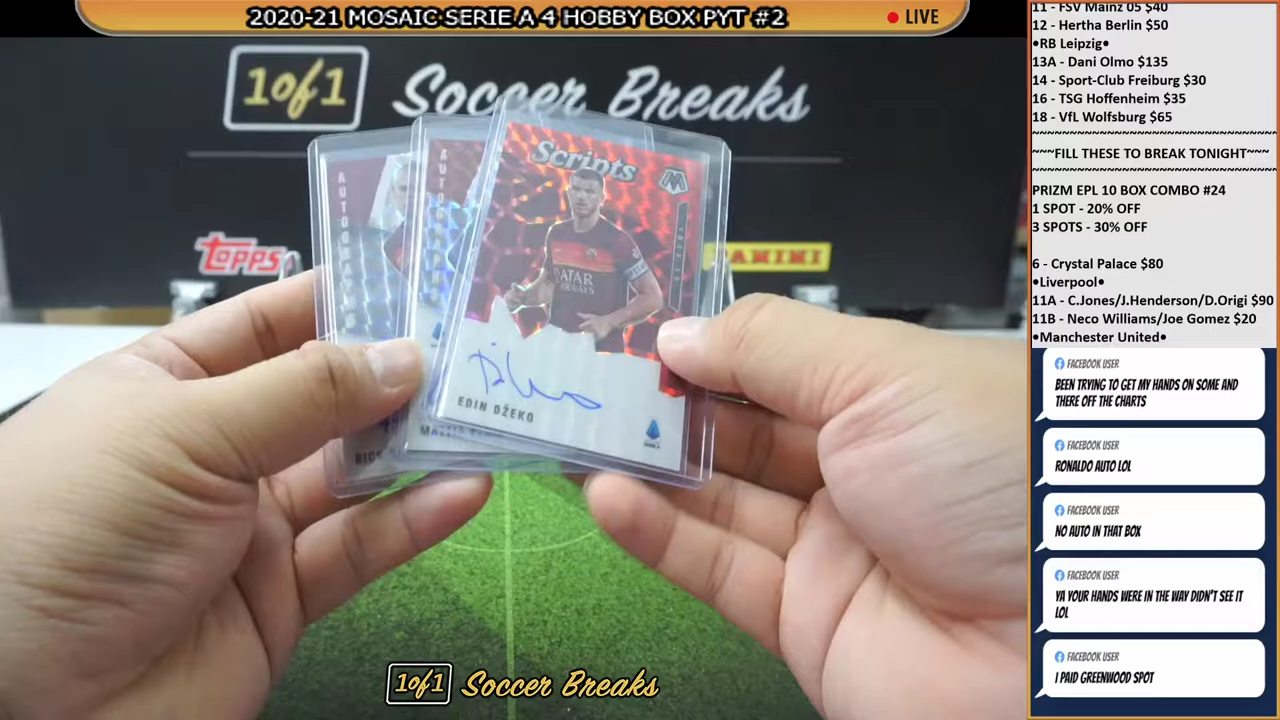 2020-21 MOSAIC SERIE A 4 HOBBY BOX PYT #2
LIVE
1of1 Soccer Breaks
TOPPS
PANINI
AUTOGRAPH
AUTOGRAPH
Scripts
QATAR
AIRWAYS
EDIN DŽEKO
1of1 Soccer Breaks
11 - FSV Mainz 05 $40
12 - Hertha Berlin $50
•RB Leipzig•
13A - Dani Olmo $135
14 - Sport-Club Freiburg $30
16 - TSG Hoffenheim $35
18 - VfL Wolfsburg $65
~~~FILL THESE TO BREAK TONIGHT~~~
PRIZM EPL 10 BOX COMBO #24
1 SPOT - 20% OFF
3 SPOTS - 30% OFF
6 - Crystal Palace $80
•Liverpool•
11A - C.Jones/J.Henderson/D.Origi $90
11B - Neco Williams/Joe Gomez $20
•Manchester United•
FACEBOOK USER
BEEN TRYING TO GET MY HANDS ON SOME AND
THERE OFF THE CHARTS
FACEBOOK USER
RONALDO AUTO LOL
FACEBOOK USER
NO AUTO IN THAT BOX
FACEBOOK USER
YA YOUR HANDS WERE IN THE WAY DIDN'T SEE IT
LOL
FACEBOOK USER
I PAID GREENWOOD SPOT